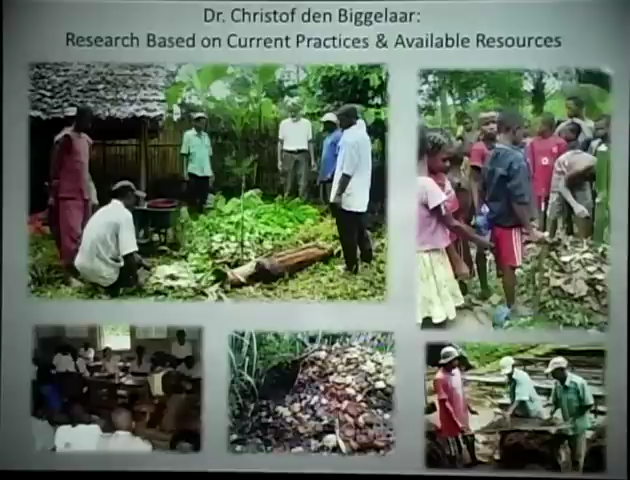 Dr. Christof den Biggelaar:
Research Based on Current Practices & Available Resources